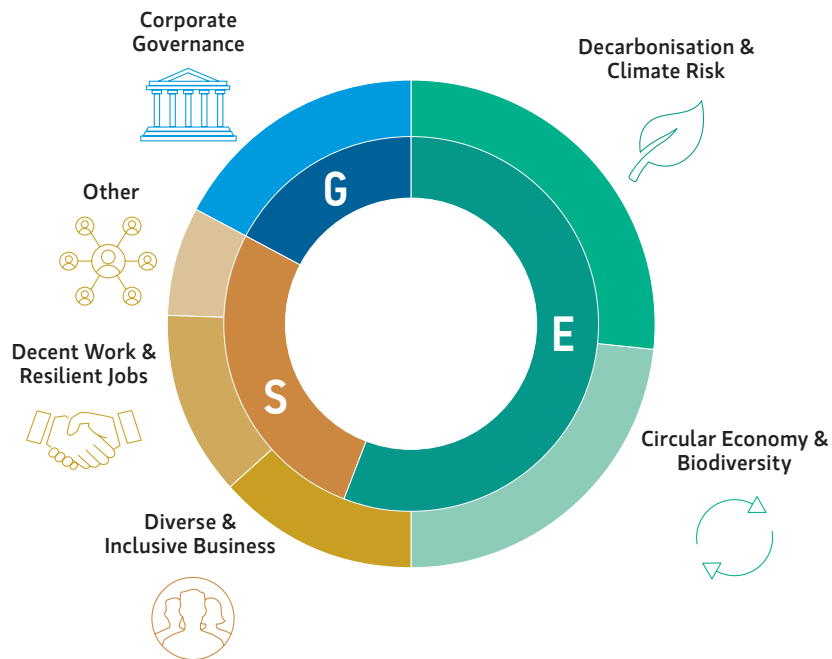 Corporate
Governance
Decarbonisation &
Climate Risk
G
Other
E
Decent Work &
Resilient Jobs
S
Circular Economy &
Biodiversity
Diverse &
Inclusive Business